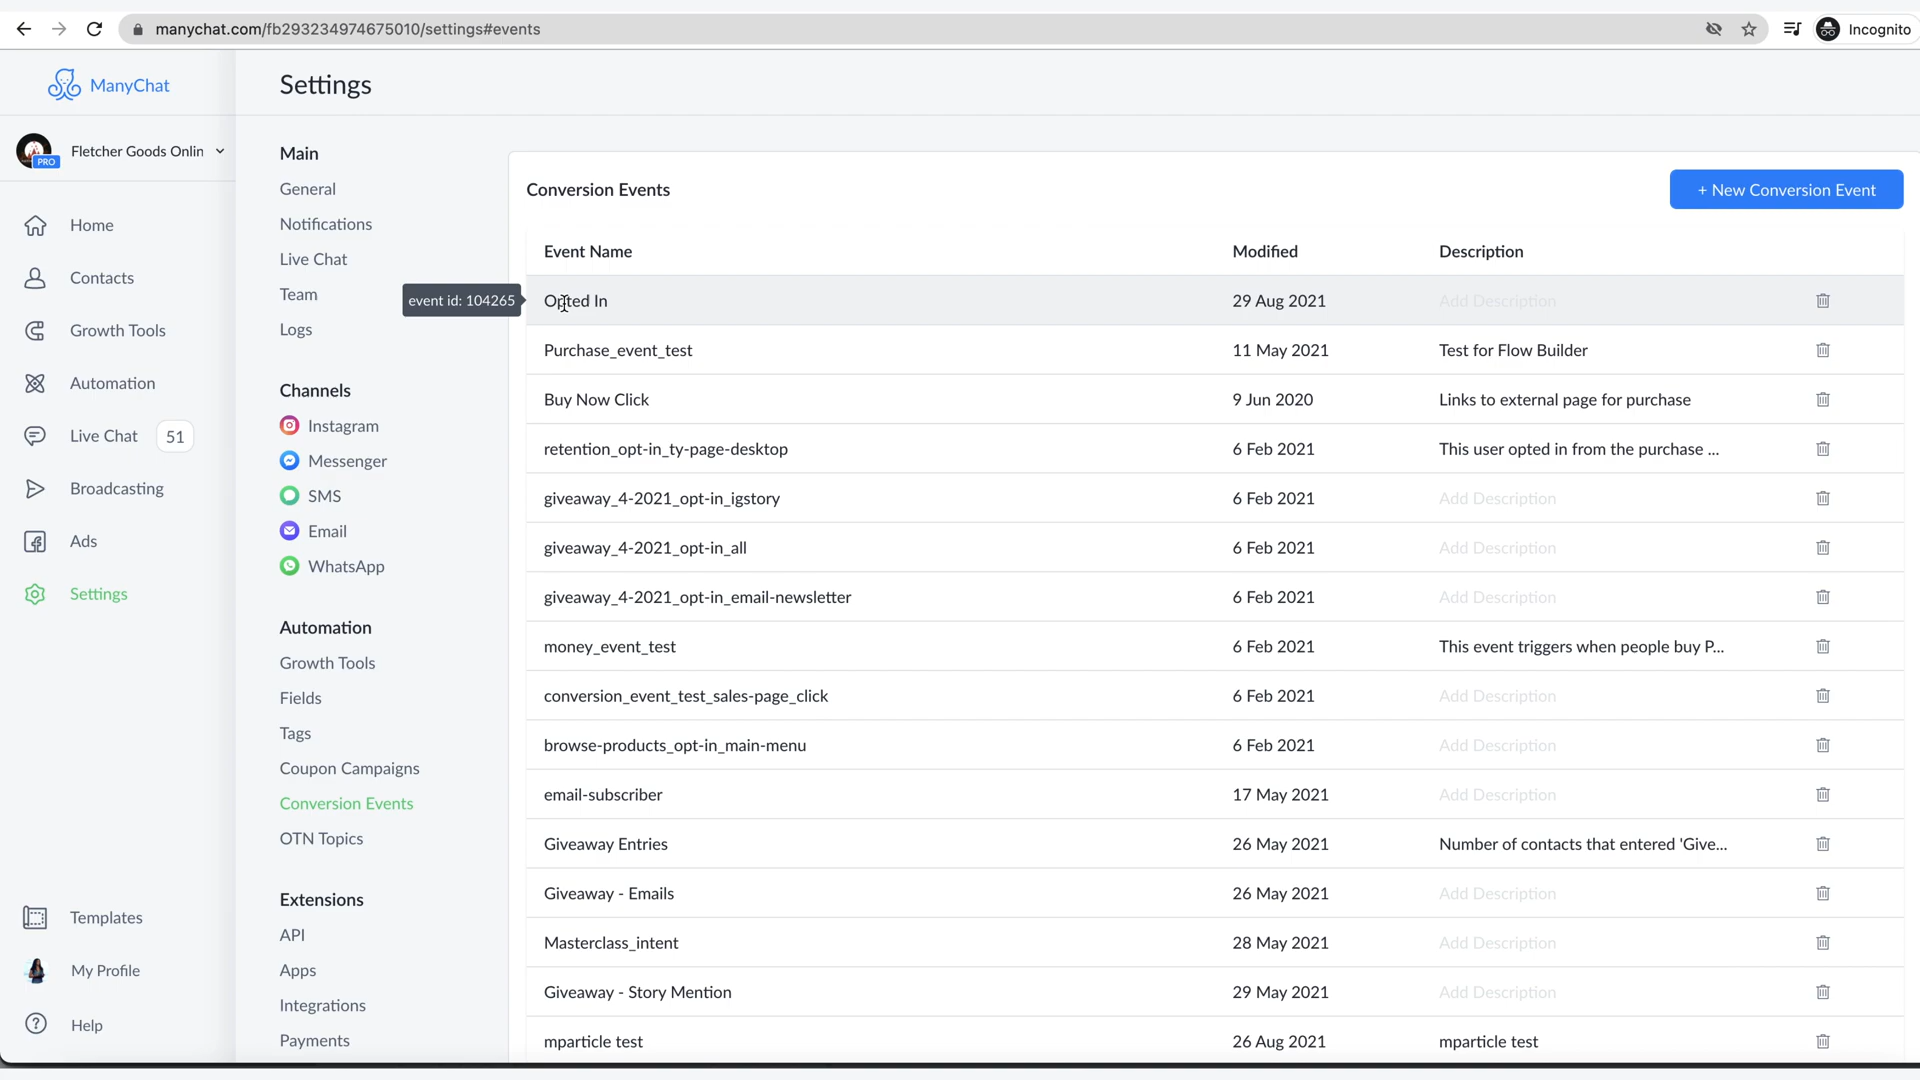 manychat.com/fb293234974675010/settings#events
Incognito
ManyChat
Settings
PRO
Fletcher Goods Onlin
Home
Contacts
Growth Tools
Automation
Live Chat 51
Broadcasting
Ads
Settings
Templates
My Profile
Help
Main
General
Notifications
Live Chat
Team
Logs
Channels
Instagram
Messenger
SMS
Email
WhatsApp
Automation
Growth Tools
Fields
Tags
Coupon Campaigns
Conversion Events
OTN Topics
Extensions
API
Apps
Integrations
Payments
Conversion Events
+ New Conversion Event
Event Name Modified Description
event id: 104265
Opted In 29 Aug 2021 Add Description
Purchase_event_test 11 May 2021 Test for Flow Builder
Buy Now Click 9 Jun 2020 Links to external page for purchase
retention_opt-in_ty-page-desktop 6 Feb 2021 This user opted in from the purchase ...
giveaway_4-2021_opt-in_igstory 6 Feb 2021 Add Description
giveaway_4-2021_opt-in_all 6 Feb 2021 Add Description
giveaway_4-2021_opt-in_email-newsletter 6 Feb 2021 Add Description
money_event_test 6 Feb 2021 This event triggers when people buy P...
conversion_event_test_sales-page_click 6 Feb 2021 Add Description
browse-products_opt-in_main-menu 6 Feb 2021 Add Description
email-subscriber 17 May 2021 Add Description
Giveaway Entries 26 May 2021 Number of contacts that entered 'Give...
Giveaway - Emails 26 May 2021 Add Description
Masterclass_intent 28 May 2021 Add Description
Giveaway - Story Mention 29 May 2021 Add Description
mparticle test 26 Aug 2021 mparticle test